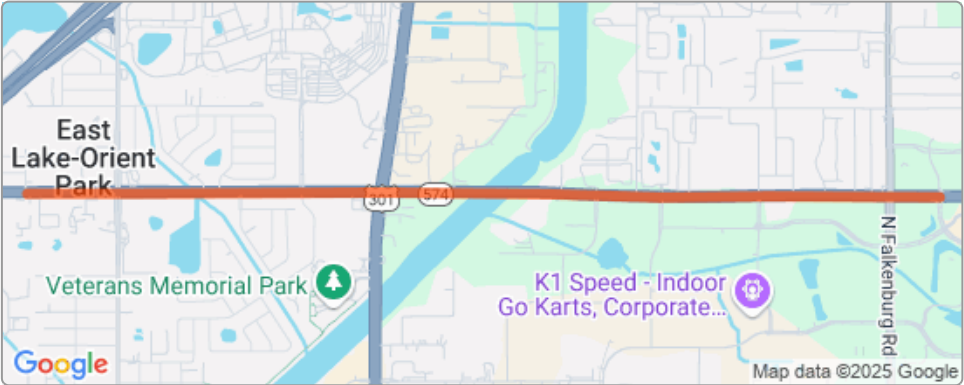 East
Lake-Orient
Park
301
574
N Falkenburg Rd
Veterans Memorial Park
K1 Speed - Indoor
Go Karts, Corporate...
Google
Map data ©2025 Google